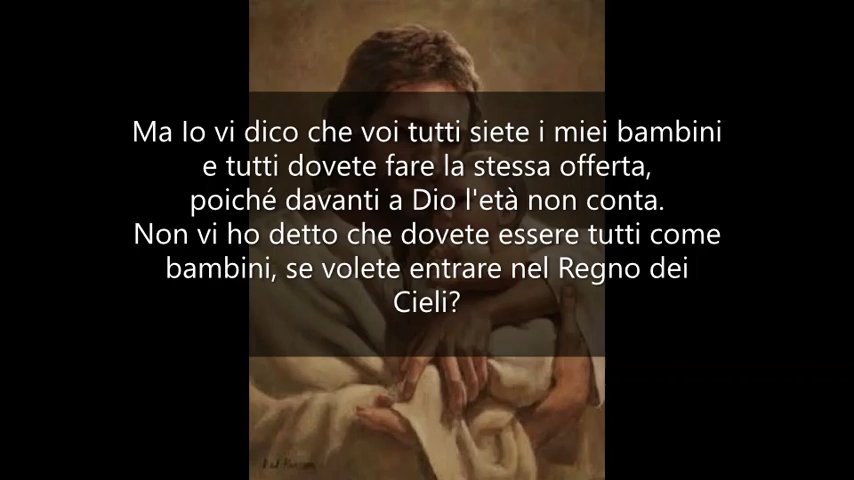 Ma Io vi dico che voi tutti siete i miei bambini
e tutti dovete fare la stessa offerta,
poiché davanti a Dio l'età non conta.
Non vi ho detto che dovete essere tutti come
bambini, se volete entrare nel Regno dei
Cieli?